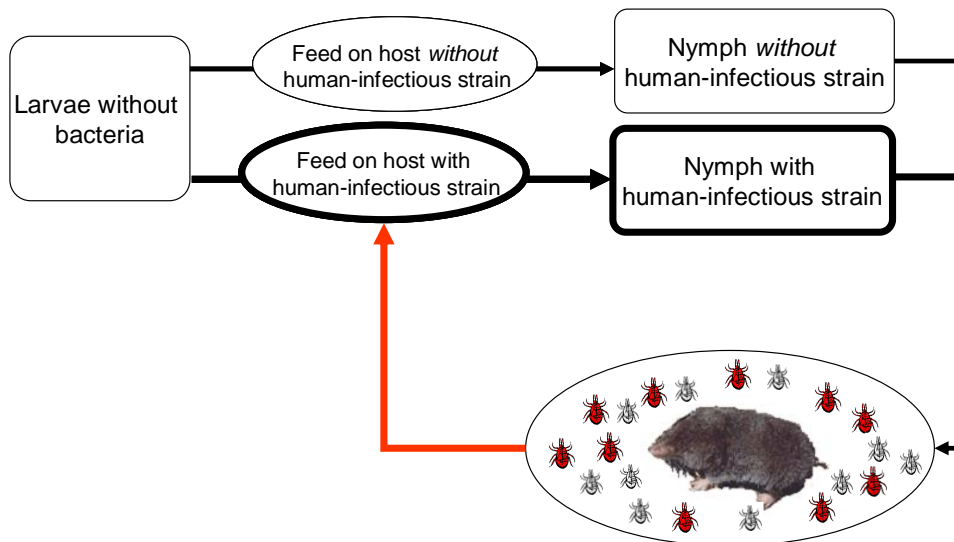 Larvae without
bacteria
Feed on host without
human-infectious strain
Nymph without
human-infectious strain
Feed on host with
human-infectious strain
Nymph with
human-infectious strain